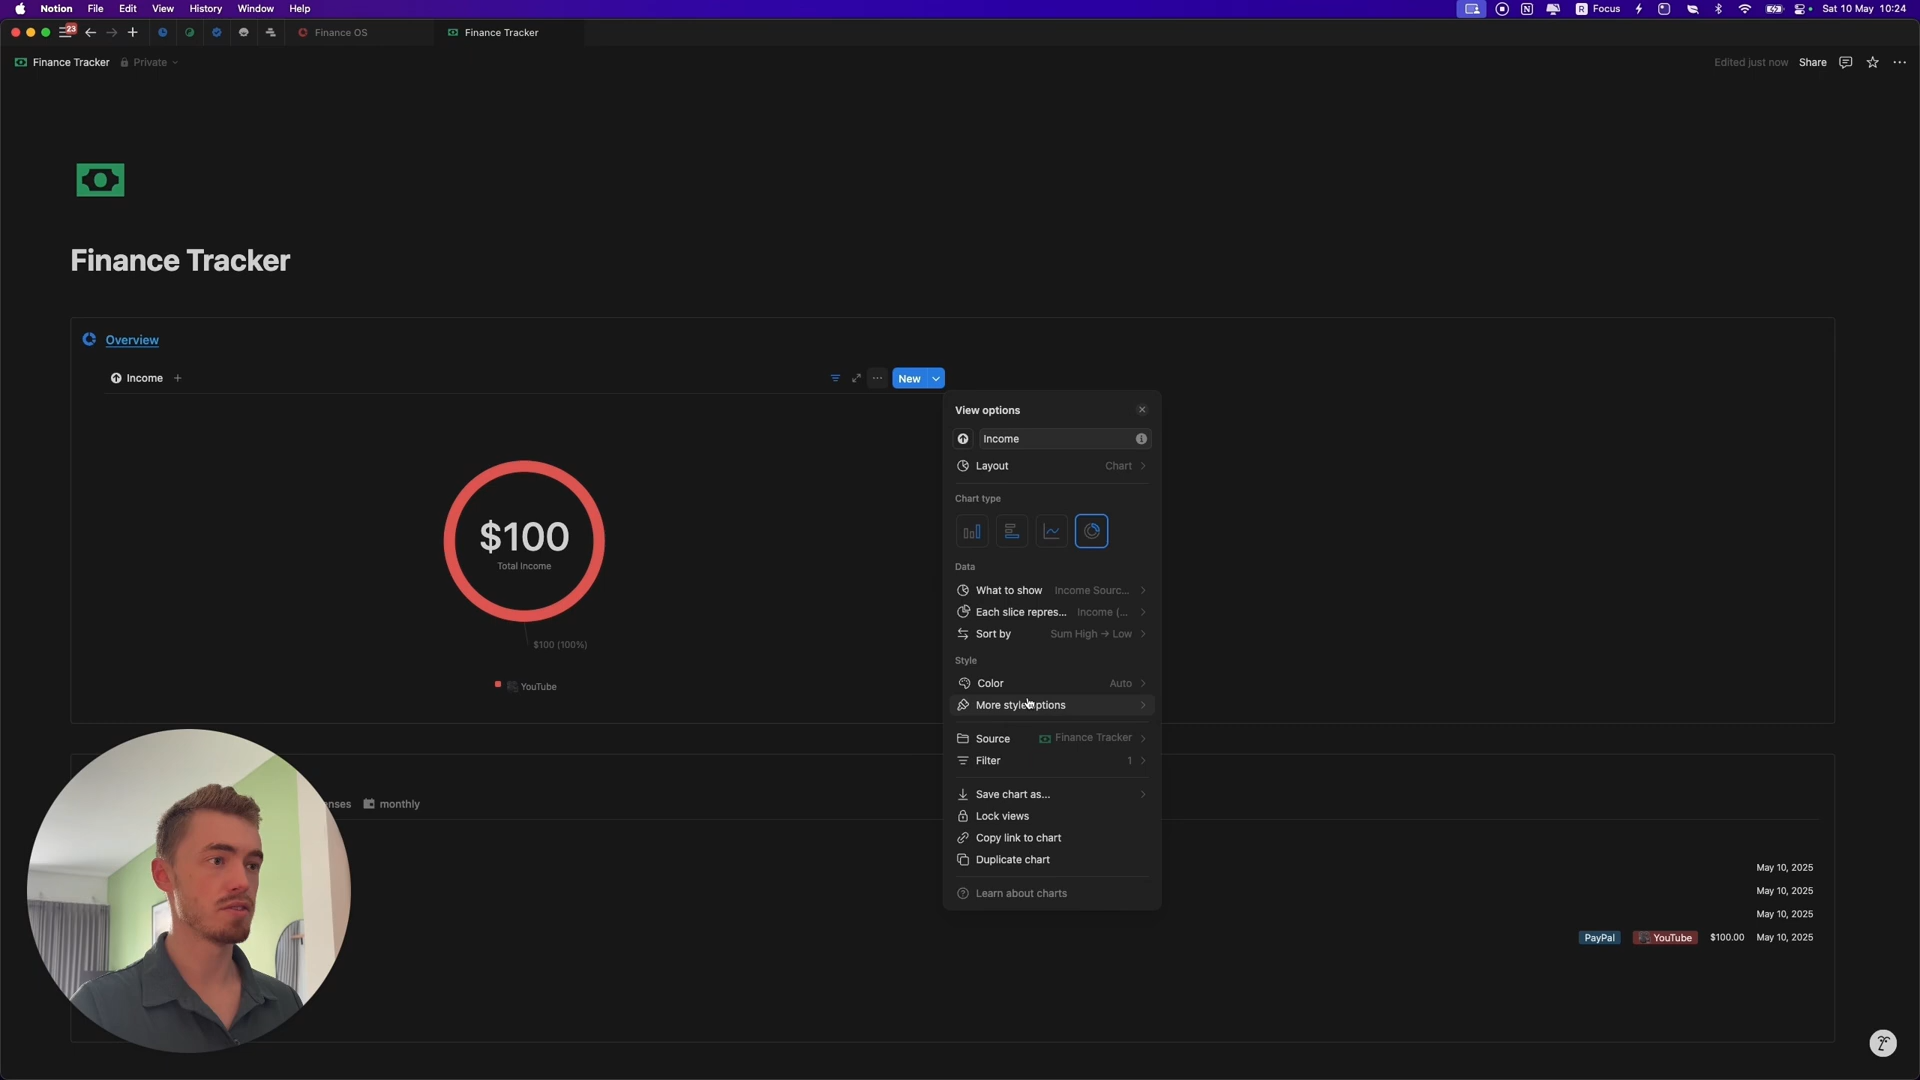 Notion File Edit View History Window Help
Focus Sat 10 May 10:24
23 Finance OS Finance Tracker
Finance Tracker Private Edited just now Share
Finance Tracker
Overview
Income New
View options
Income
Layout Chart
Chart type
$100
Total Income
Data
What to show Income Sourc...
Each slice repres... Income (...
Sort by Sum High → Low
$100 (100%)
Style
Color Auto
YouTube
More style options
Source Finance Tracker
Filter 1
Save chart as...
enses monthly
Lock views
Copy link to chart
Duplicate chart
May 10, 2025
Learn about charts
May 10, 2025
May 10, 2025
PayPal YouTube $100.00 May 10, 2025